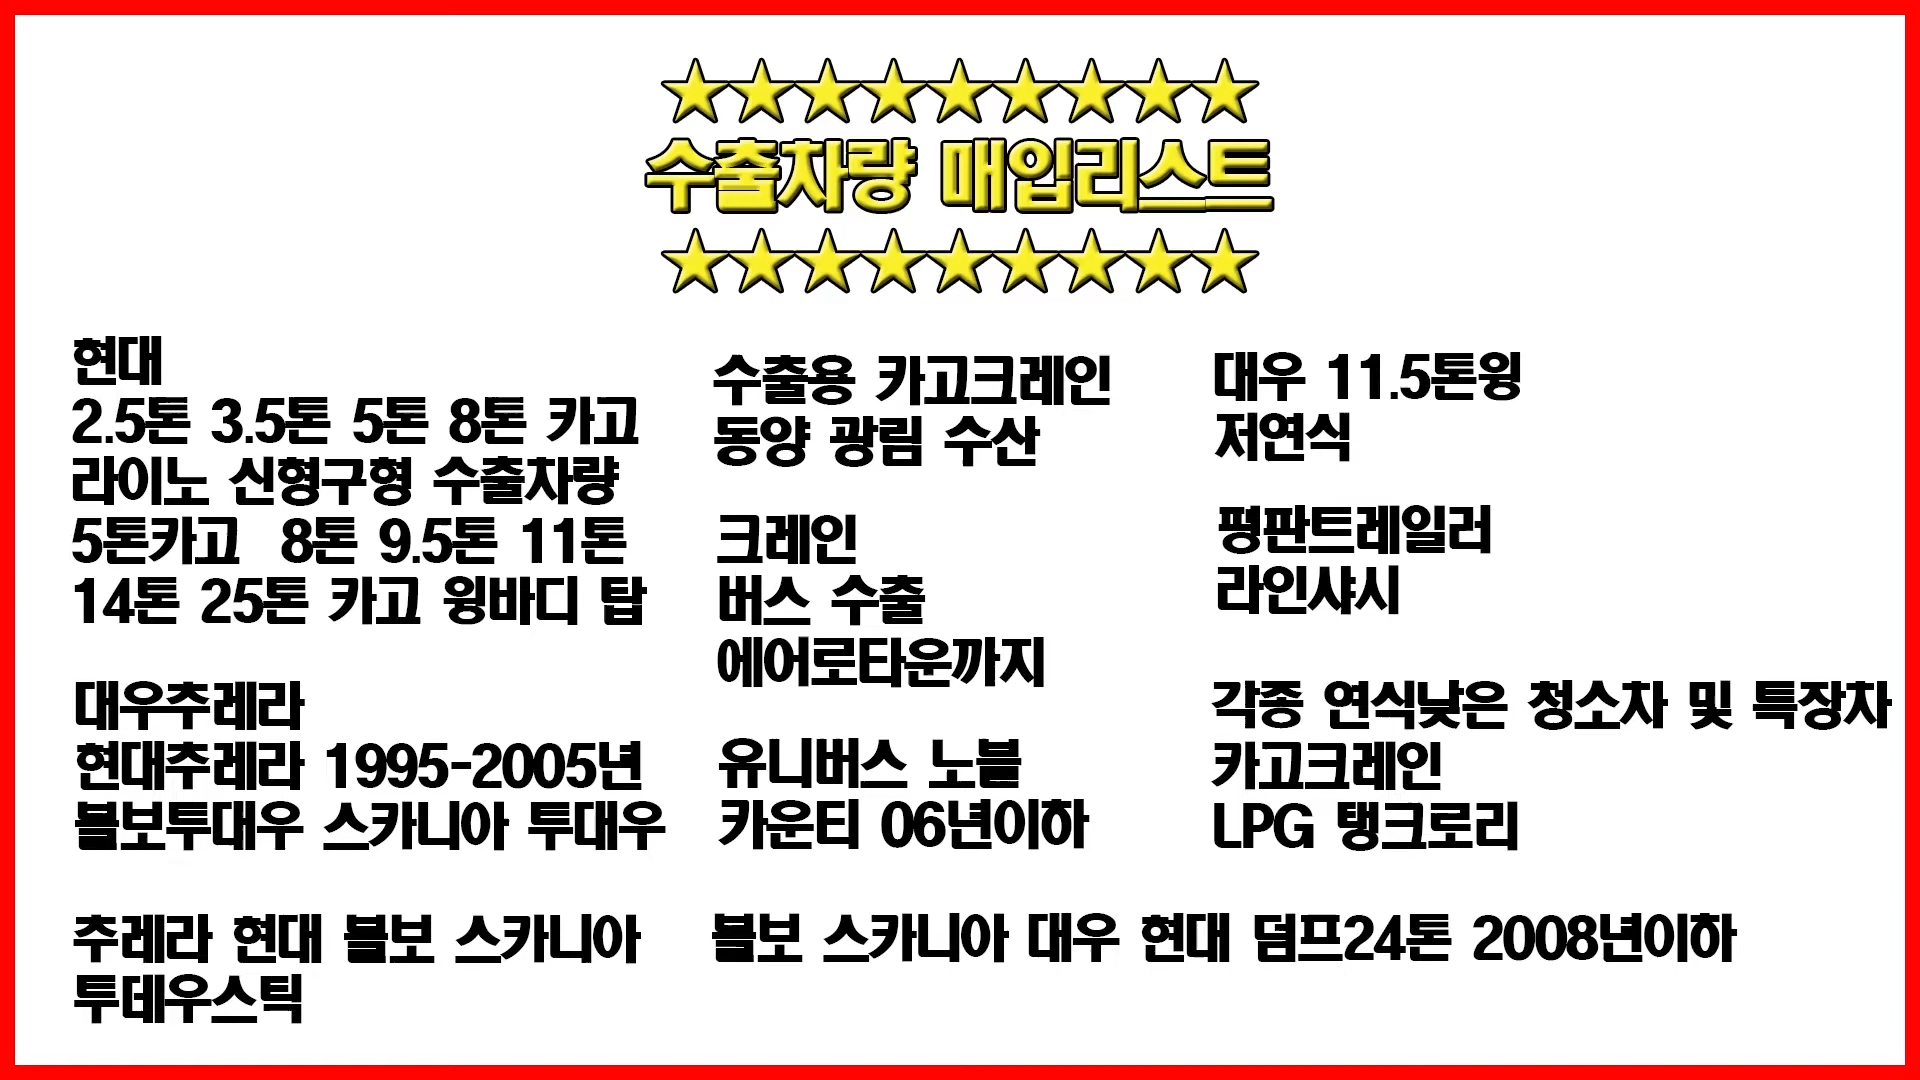 ★★★★★★★★★
수출차량 매입리스트
★★★★★★★★★
현대
2.5톤 3.5톤 5톤 8톤 카고
라이노 신형구형 수출차량
5톤카고 8톤 9.5톤 11톤
14톤 25톤 카고 윙바디 탑
대우추레라
현대추레라 1995-2005년
볼보투대우 스카니아 투대우
추레라 현대 볼보 스카니아
투데우스틱
수출용 카고크레인
동양 광림 수산
크레인
버스 수출
에어로타운까지
유니버스 노블
카운티 06년이하
볼보 스카니아 대우 현대 덤프24톤 2008년이하
대우 11.5톤윙
저연식
평판트레일러
라인샤시
각종 연식낮은 청소차 및 특장차
카고크레인
LPG 탱크로리